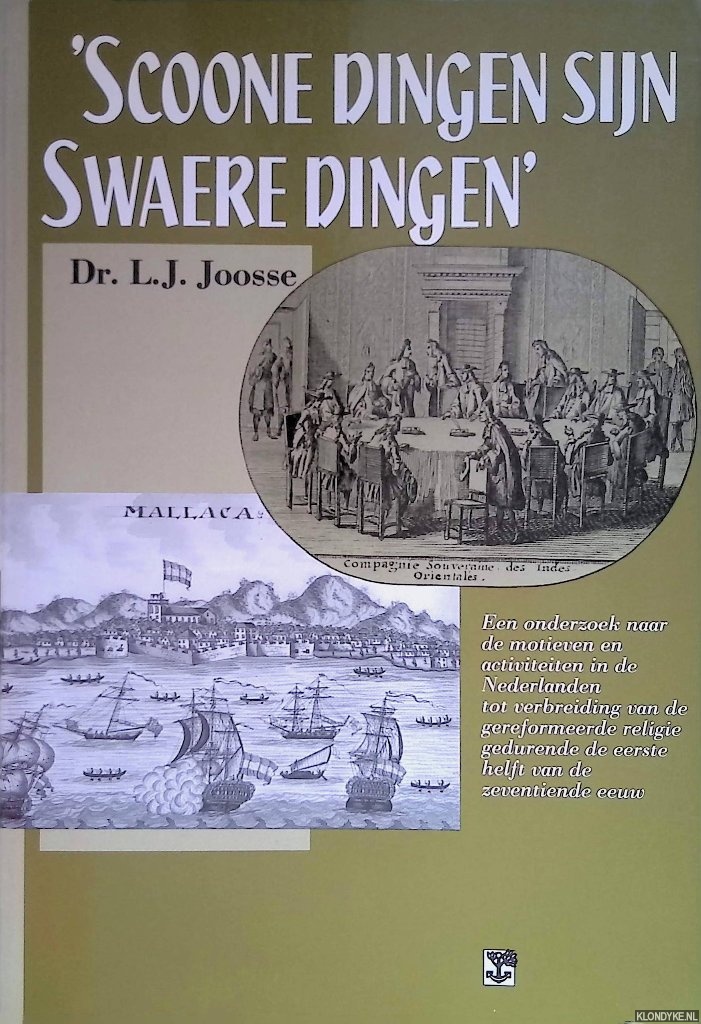 'SCOONE DINGEN SIJN
SWAERE DINGEN'
Dr. L.J. Joosse
Compagnie Souveraine des Indes
Orientales.
MALLACA:
Een onderzoek naar
de motieven en
activiteiten in de
Nederlanden
tot verbreiding van de
gereformeerde religie
gedurende de eerste
helft van de
zeventiende eeuw
KLONDYKE.NL